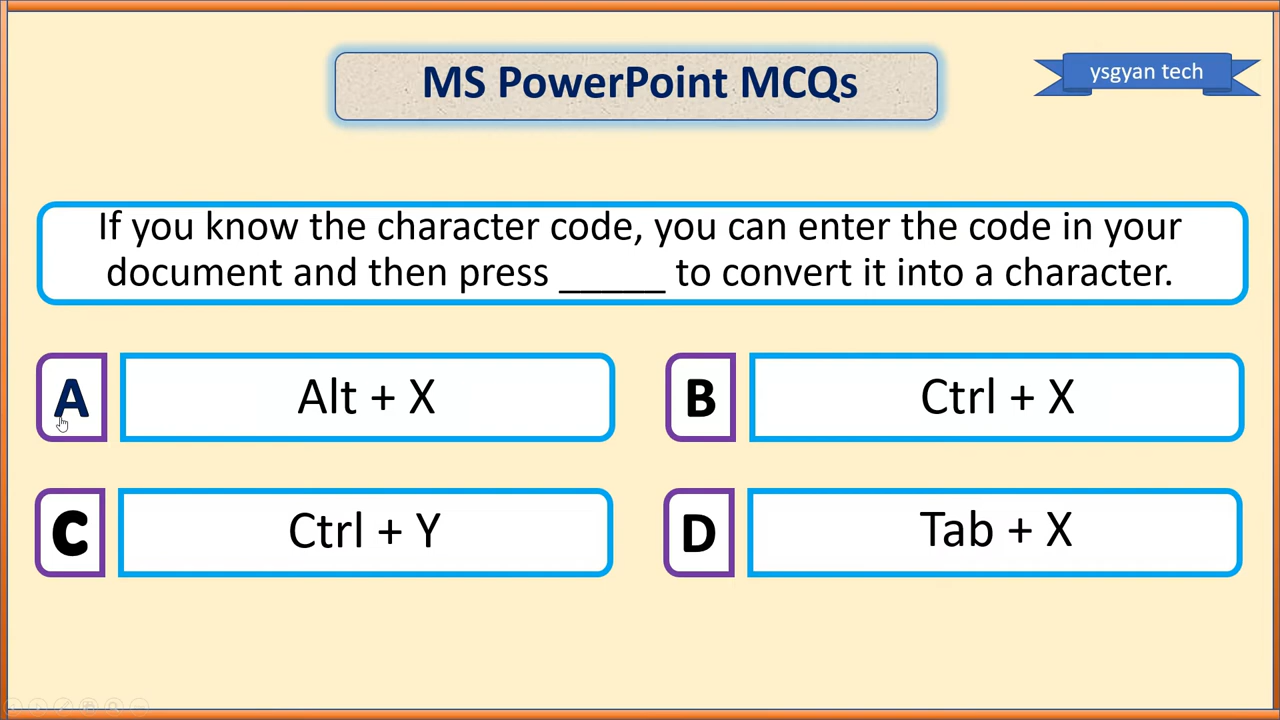 MS PowerPoint MCQs
ysgyan tech
If you know the character code, you can enter the code in your
document and then press _____ to convert it into a character.
A
Alt + X
B
Ctrl + X
C
Ctrl + Y
D
Tab + X